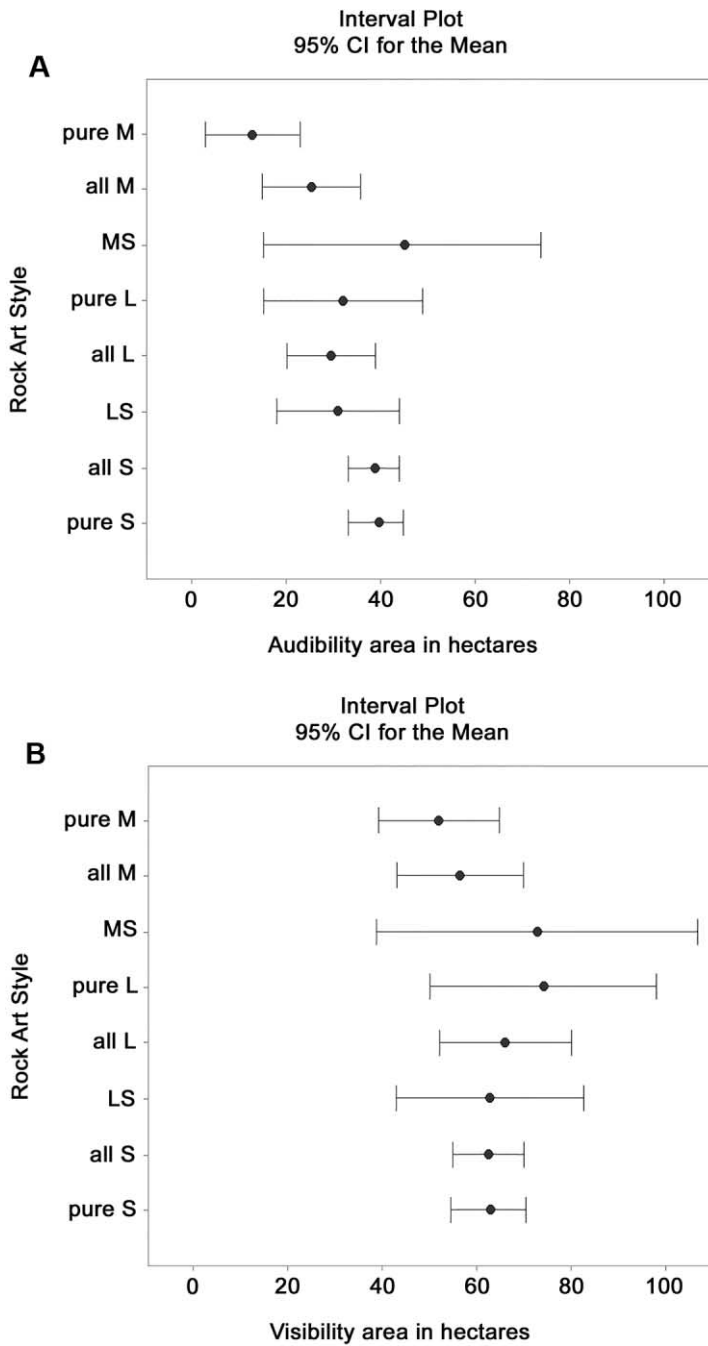 Interval Plot
95% CI for the Mean
A
pure M
all M
MS
pure L
all L
LS
all S
pure S
Rock Art Style
0 20 40 60 80 100
Audibility area in hectares
Interval Plot
95% CI for the Mean
B
pure M
all M
MS
pure L
all L
LS
all S
pure S
Rock Art Style
0 20 40 60 80 100
Visibility area in hectares